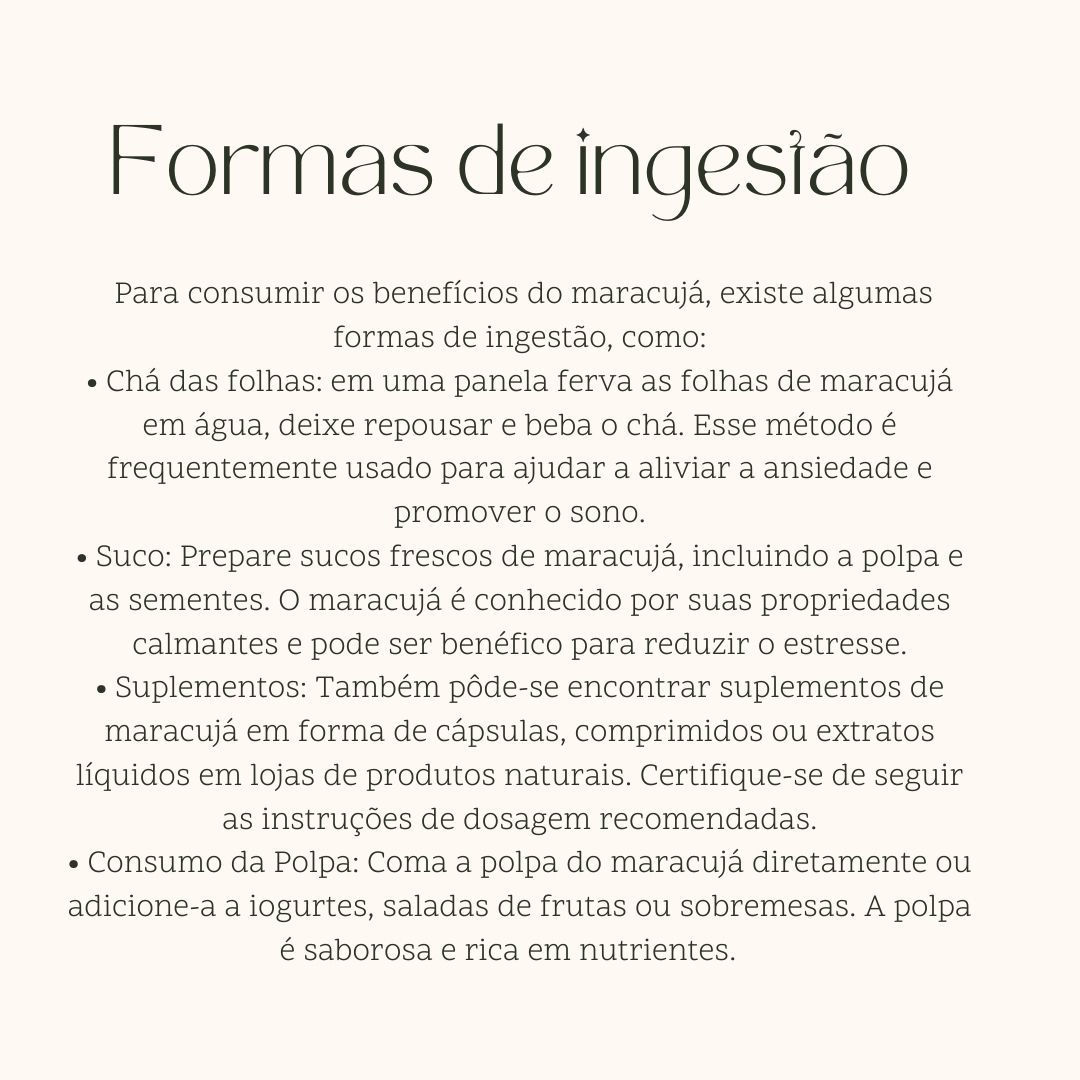 Formas de ingestão
Para consumir os benefícios do maracujá, existe algumas
formas de ingestão, como:
• Chá das folhas: em uma panela ferva as folhas de maracujá
em água, deixe repousar e beba o chá. Esse método é
frequentemente usado para ajudar a aliviar a ansiedade e
promover o sono.
• Suco: Prepare sucos frescos de maracujá, incluindo a polpa e
as sementes. O maracujá é conhecido por suas propriedades
calmantes e pode ser benéfico para reduzir o estresse.
• Suplementos: Também pôde-se encontrar suplementos de
maracujá em forma de cápsulas, comprimidos ou extratos
líquidos em lojas de produtos naturais. Certifique-se de seguir
as instruções de dosagem recomendadas.
• Consumo da Polpa: Coma a polpa do maracujá diretamente ou
adicione-a a iogurtes, saladas de frutas ou sobremesas. A polpa
é saborosa e rica em nutrientes.